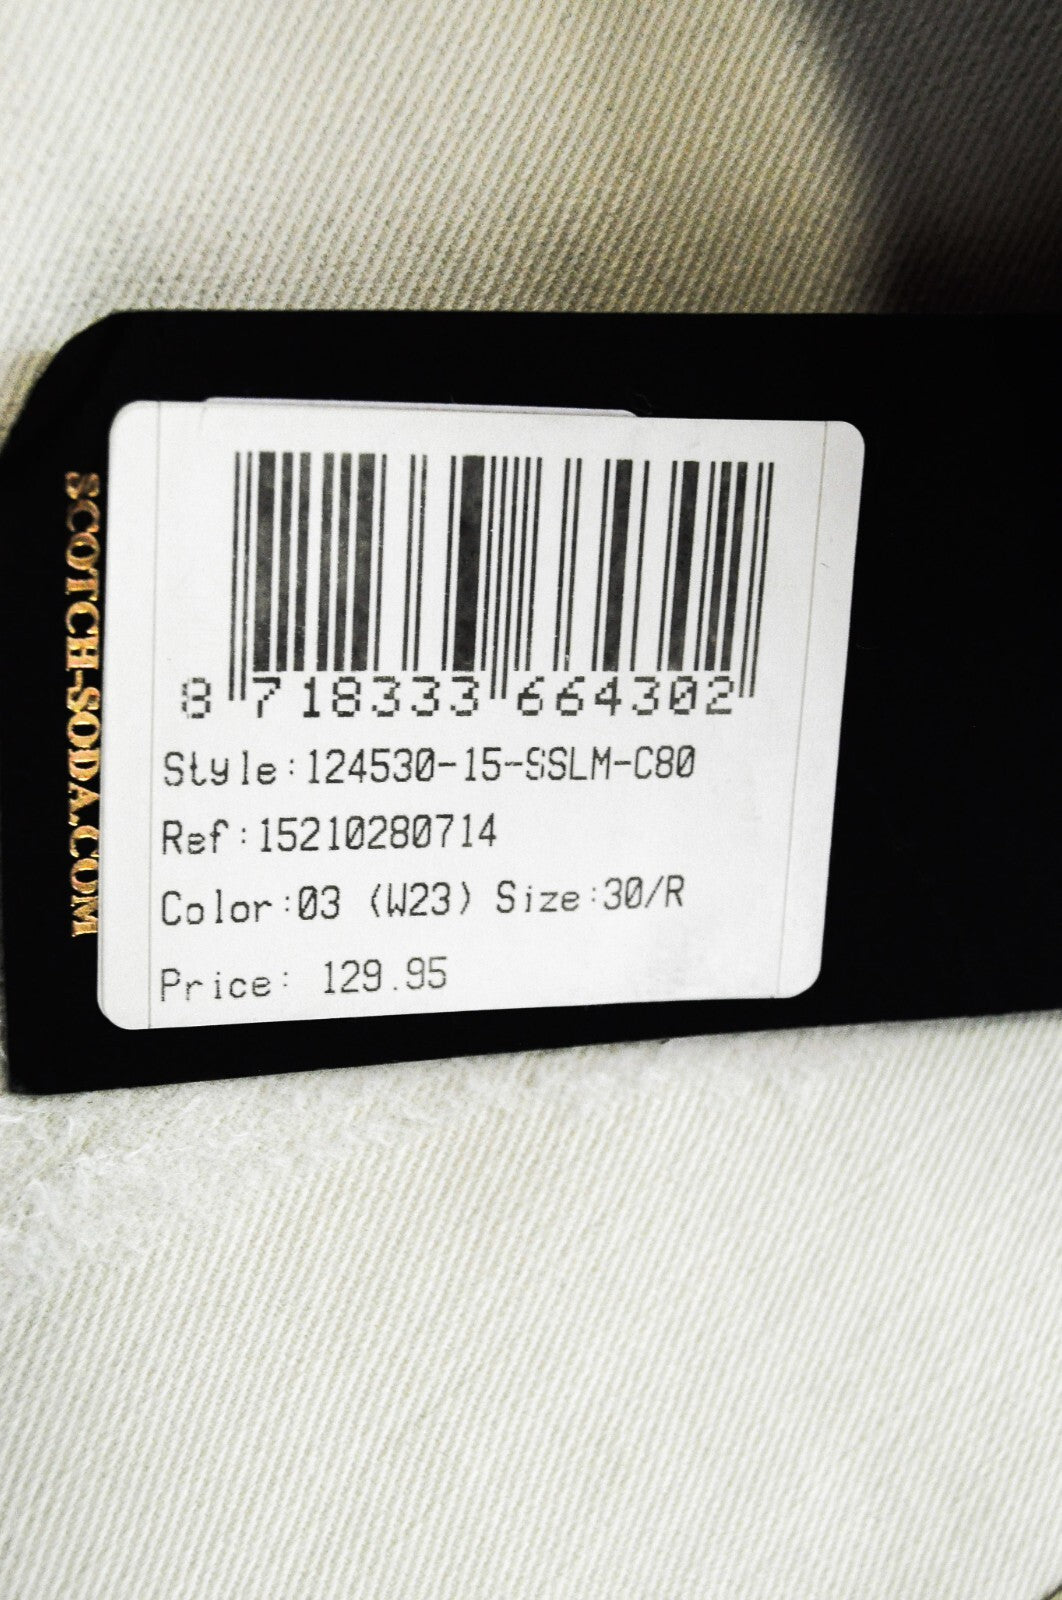 SCOTCH-SODA.COM
8 718333 664302
Style:124530-15-SSLM-C80
Ref:15210280714
Color:03 (W23) Size:30/R
Price: 129.95